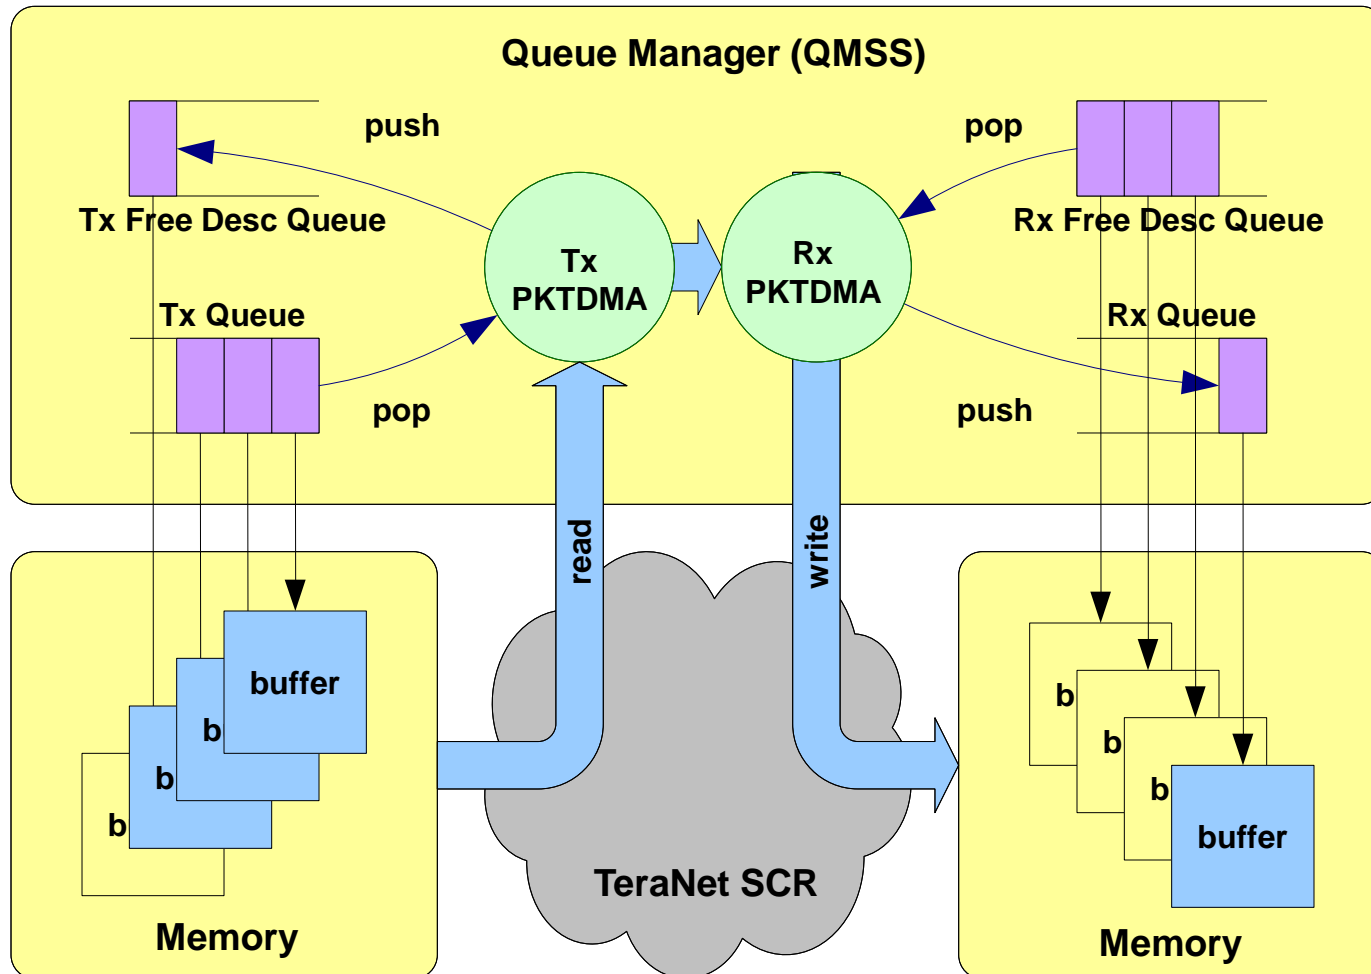 Queue Manager (QMSS)
push
pop
Tx Free Desc Queue
Rx Free Desc Queue
Tx
PKTDMA
Rx
PKTDMA
Tx Queue
Rx Queue
pop
push
read
write
buffer
b
b
b
b
b
b
buffer
TeraNet SCR
Memory
Memory